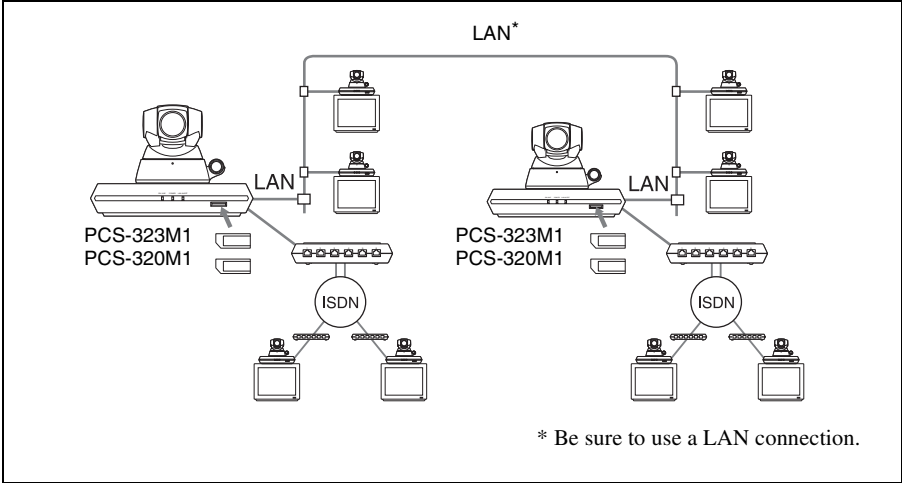 LAN*
LAN
LAN
PCS-323M1
PCS-320M1
PCS-323M1
PCS-320M1
ISDN
ISDN
* Be sure to use a LAN connection.